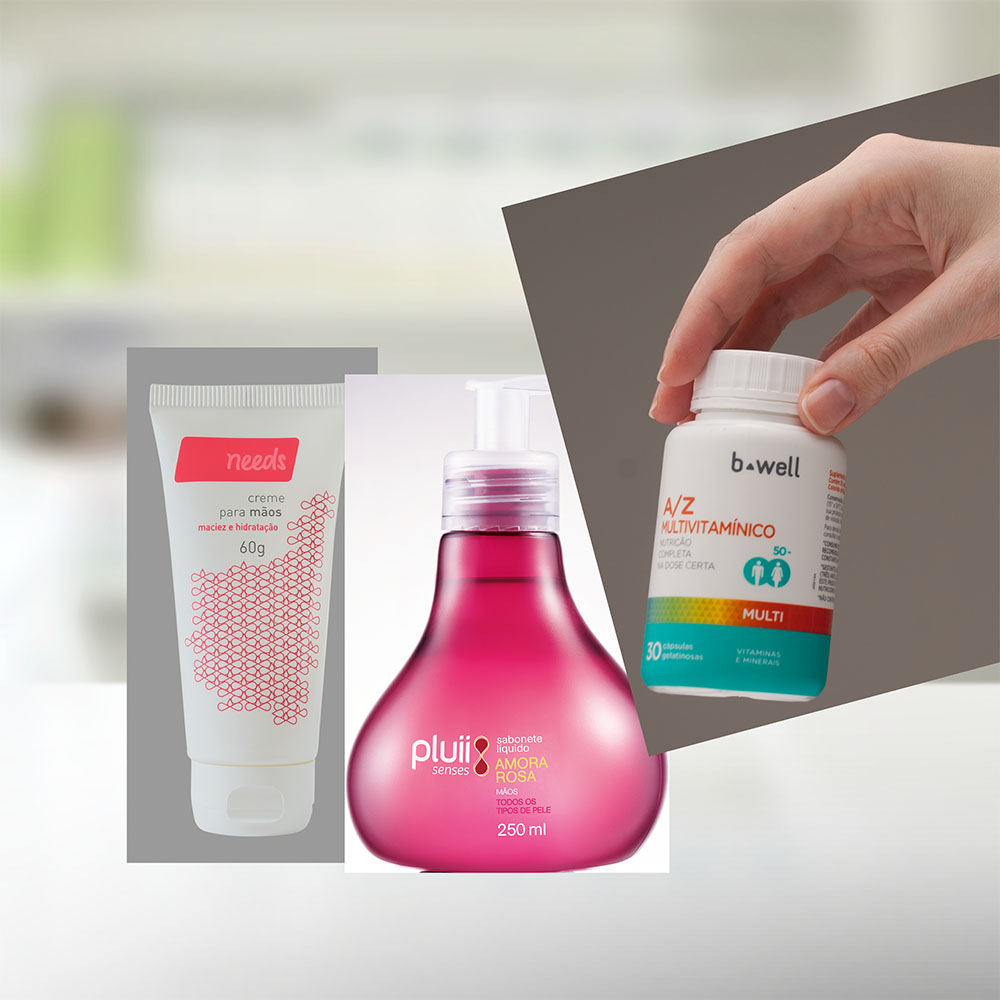 needs
creme
para mãos
maciez e hidratação
60g
pluii
senses
sabonete
líquido
AMORA
ROSA
MÃOS
TODOS OS
TIPOS DE PELE
250 ml
b well
A/Z
MULTIVITAMÍNICO
NUTRIÇÃO
COMPLETA
NA DOSE CERTA
50-
MULTI
30 cápsulas
gelatinosas
VITAMINAS
E MINERAIS